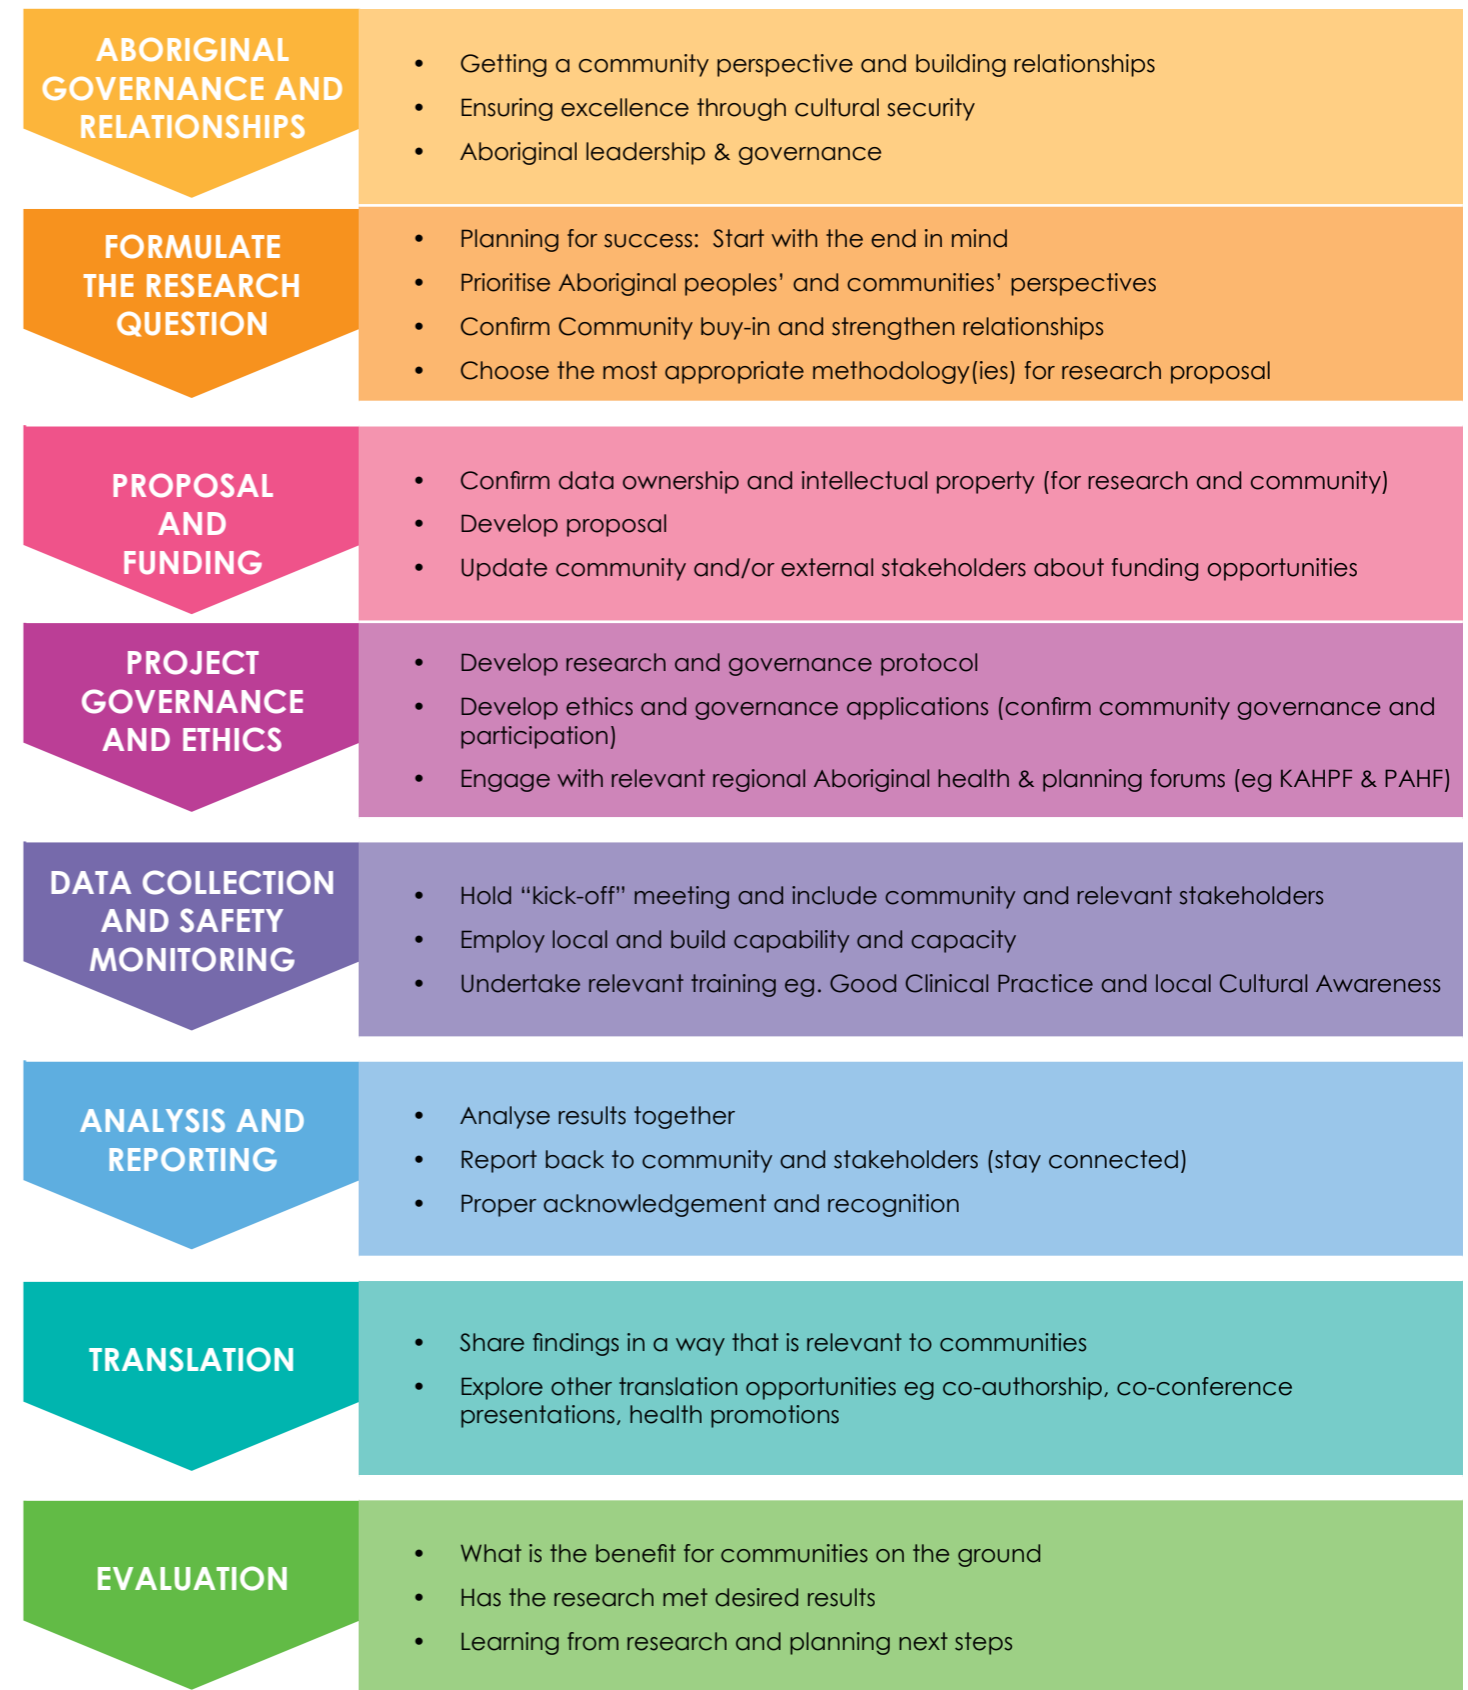 ABORIGINAL
GOVERNANCE AND
RELATIONSHIPS
• Getting a community perspective and building relationships
• Ensuring excellence through cultural security
• Aboriginal leadership & governance
FORMULATE
THE RESEARCH
QUESTION
• Planning for success:  Start with the end in mind
• Prioritise Aboriginal peoples’ and communities’ perspectives
• Confirm Community buy-in and strengthen relationships
• Choose the most appropriate methodology(ies) for research proposal
PROPOSAL
AND
FUNDING
• Confirm data ownership and intellectual property (for research and community)
• Develop proposal
• Update community and/or external stakeholders about funding opportunities
PROJECT
GOVERNANCE
AND ETHICS
• Develop research and governance protocol
• Develop ethics and governance applications (confirm community governance and
participation)
• Engage with relevant regional Aboriginal health & planning forums (eg KAHPF & PAHF)
DATA COLLECTION
AND SAFETY
MONITORING
• Hold “kick-off” meeting and include community and relevant stakeholders
• Employ local and build capability and capacity
• Undertake relevant training eg. Good Clinical Practice and local Cultural Awareness
ANALYSIS AND
REPORTING
• Analyse results together
• Report back to community and stakeholders (stay connected)
• Proper acknowledgement and recognition
TRANSLATION
• Share findings in a way that is relevant to communities
• Explore other translation opportunities eg co-authorship, co-conference
presentations, health promotions
EVALUATION
• What is the benefit for communities on the ground
• Has the research met desired results
• Learning from research and planning next steps